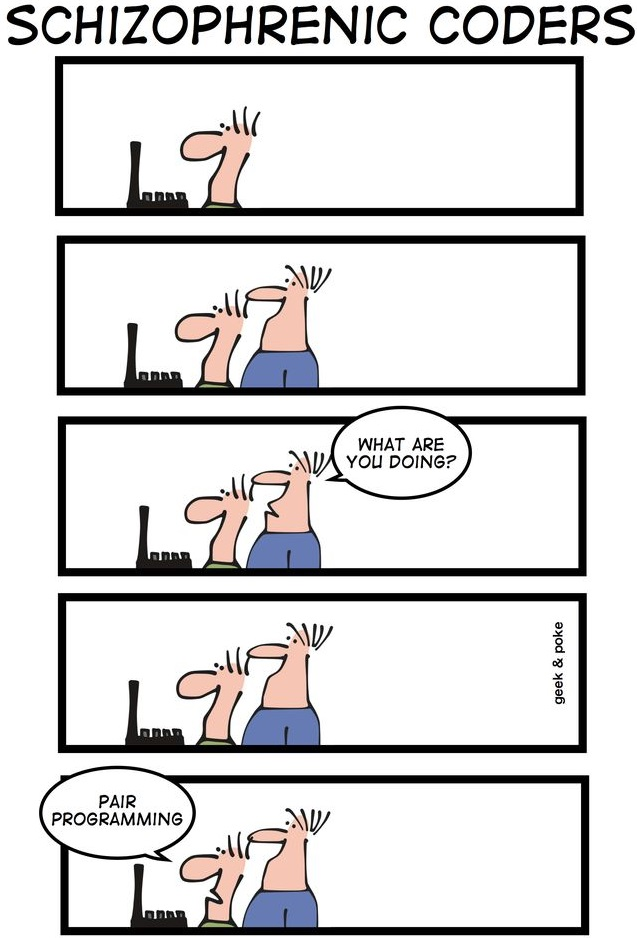 SCHIZOPHRENIC CODERS
WHAT ARE
YOU DOING?
geek & poke
PAIR
PROGRAMMING